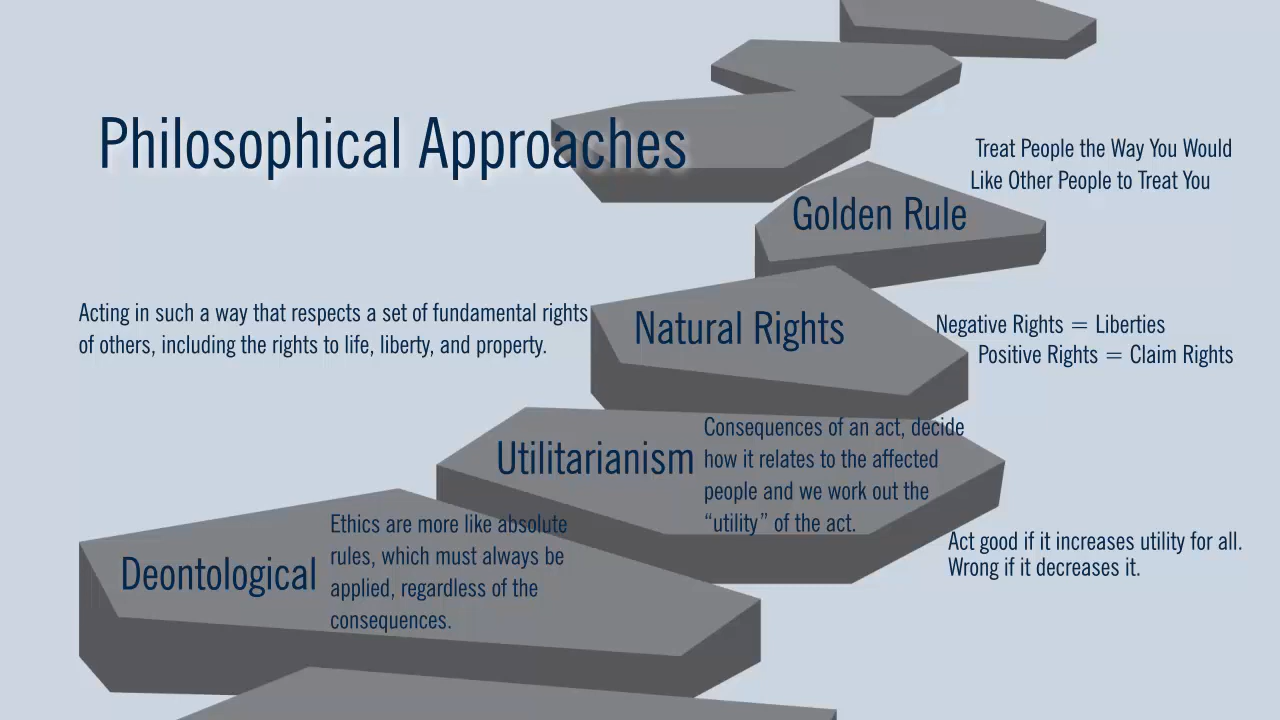 Philosophical Approaches
Treat People the Way You Would
Like Other People to Treat You
Golden Rule
Acting in such a way that respects a set of fundamental rights
of others, including the rights to life, liberty, and property.
Natural Rights
Negative Rights = Liberties
Positive Rights = Claim Rights
Utilitarianism
Consequences of an act, decide
how it relates to the affected
people and we work out the
“utility” of the act.
Act good if it increases utility for all.
Wrong if it decreases it.
Deontological
Ethics are more like absolute
rules, which must always be
applied, regardless of the
consequences.